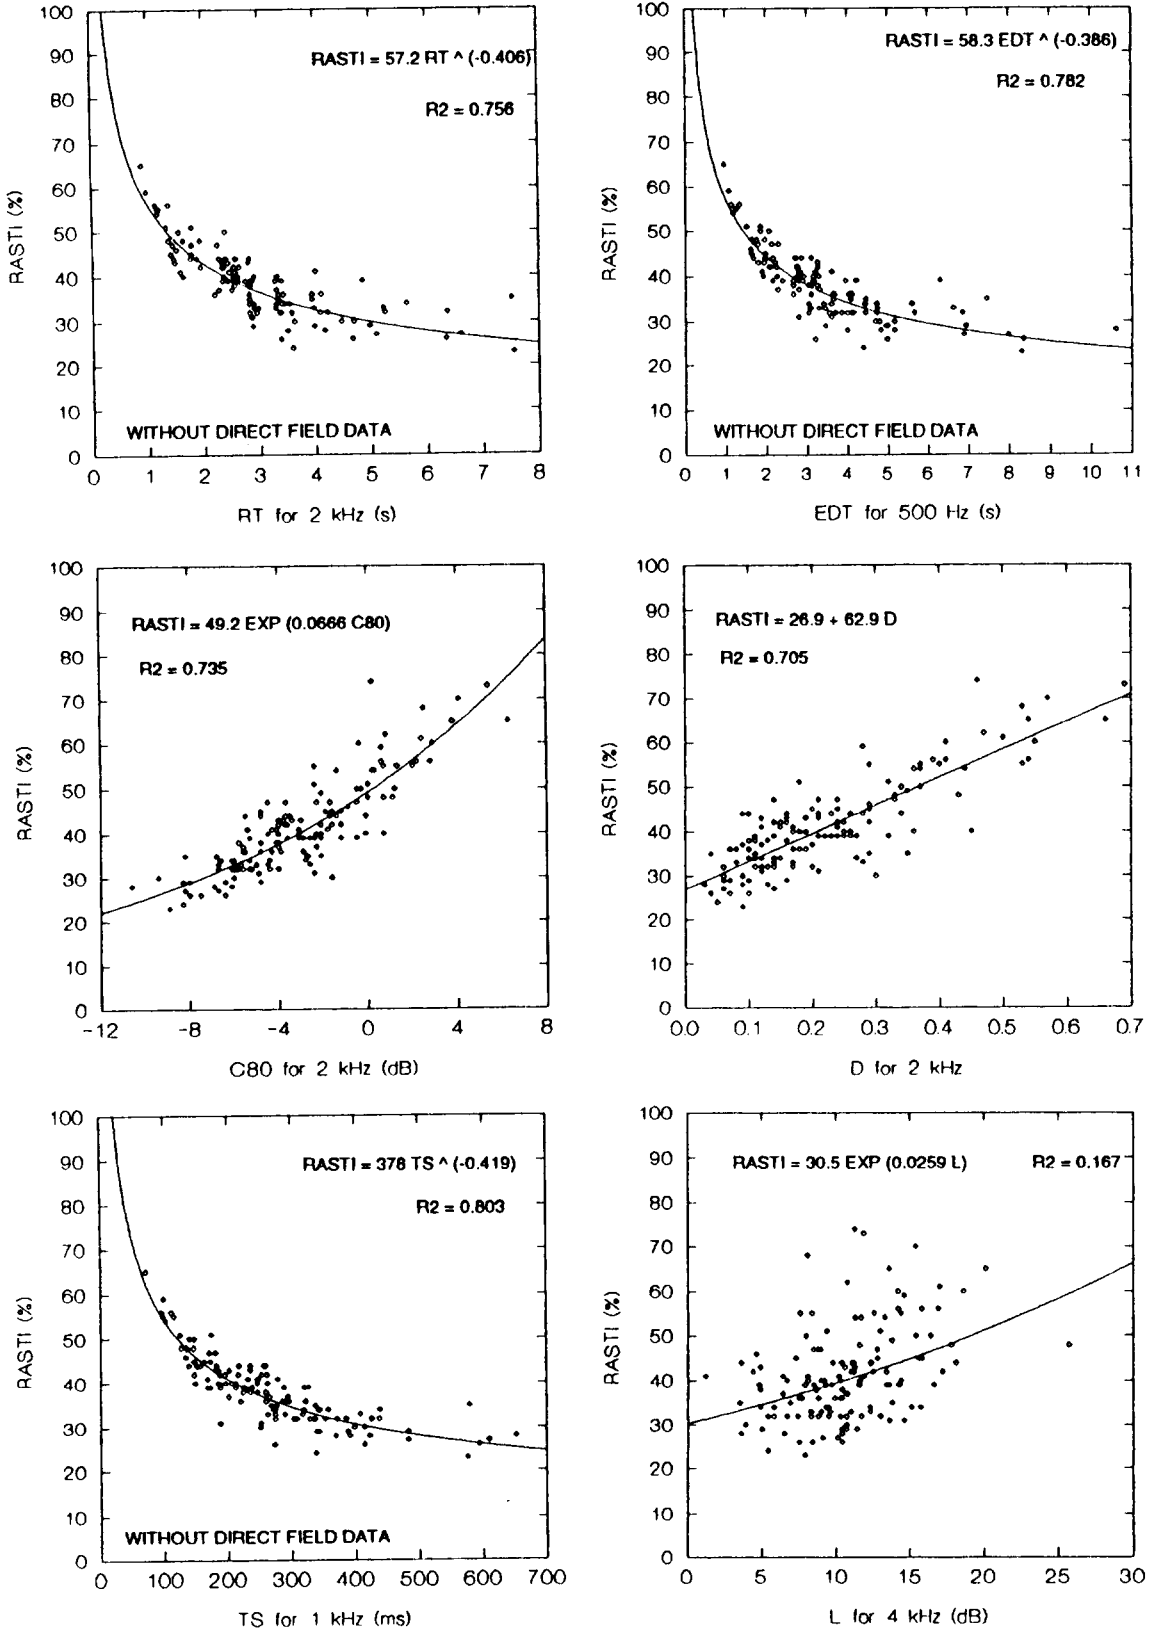 100
90
80
70
60
50
40
30
20
10
0
RASTI (%)
RASTI = 57.2 RT ^ (-0.406)
R2 = 0.756
WITHOUT DIRECT FIELD DATA
0 1 2 3 4 5 6 7 8
RT for 2 kHz (s)
100
90
80
70
60
50
40
30
20
10
0
RASTI (%)
RASTI = 58.3 EDT ^ (-0.386)
R2 = 0.782
WITHOUT DIRECT FIELD DATA
0 1 2 3 4 5 6 7 8 9 10 11
EDT for 500 Hz (s)
100
90
80
70
60
50
40
30
20
10
0
RASTI (%)
RASTI = 49.2 EXP (0.0666 C80)
R2 = 0.735
-12 -8 -4 0 4 8
C80 for 2 kHz (dB)
100
90
80
70
60
50
40
30
20
10
0
RASTI (%)
RASTI = 26.9 + 62.9 D
R2 = 0.705
0.0 0.1 0.2 0.3 0.4 0.5 0.6 0.7
D for 2 kHz
100
90
80
70
60
50
40
30
20
10
0
RASTI (%)
RASTI = 378 TS ^ (-0.419)
R2 = 0.803
WITHOUT DIRECT FIELD DATA
0 100 200 300 400 500 600 700
TS for 1 kHz (ms)
100
90
80
70
60
50
40
30
20
10
0
RASTI (%)
RASTI = 30.5 EXP (0.0259 L) R2 = 0.167
0 5 10 15 20 25 30
L for 4 kHz (dB)